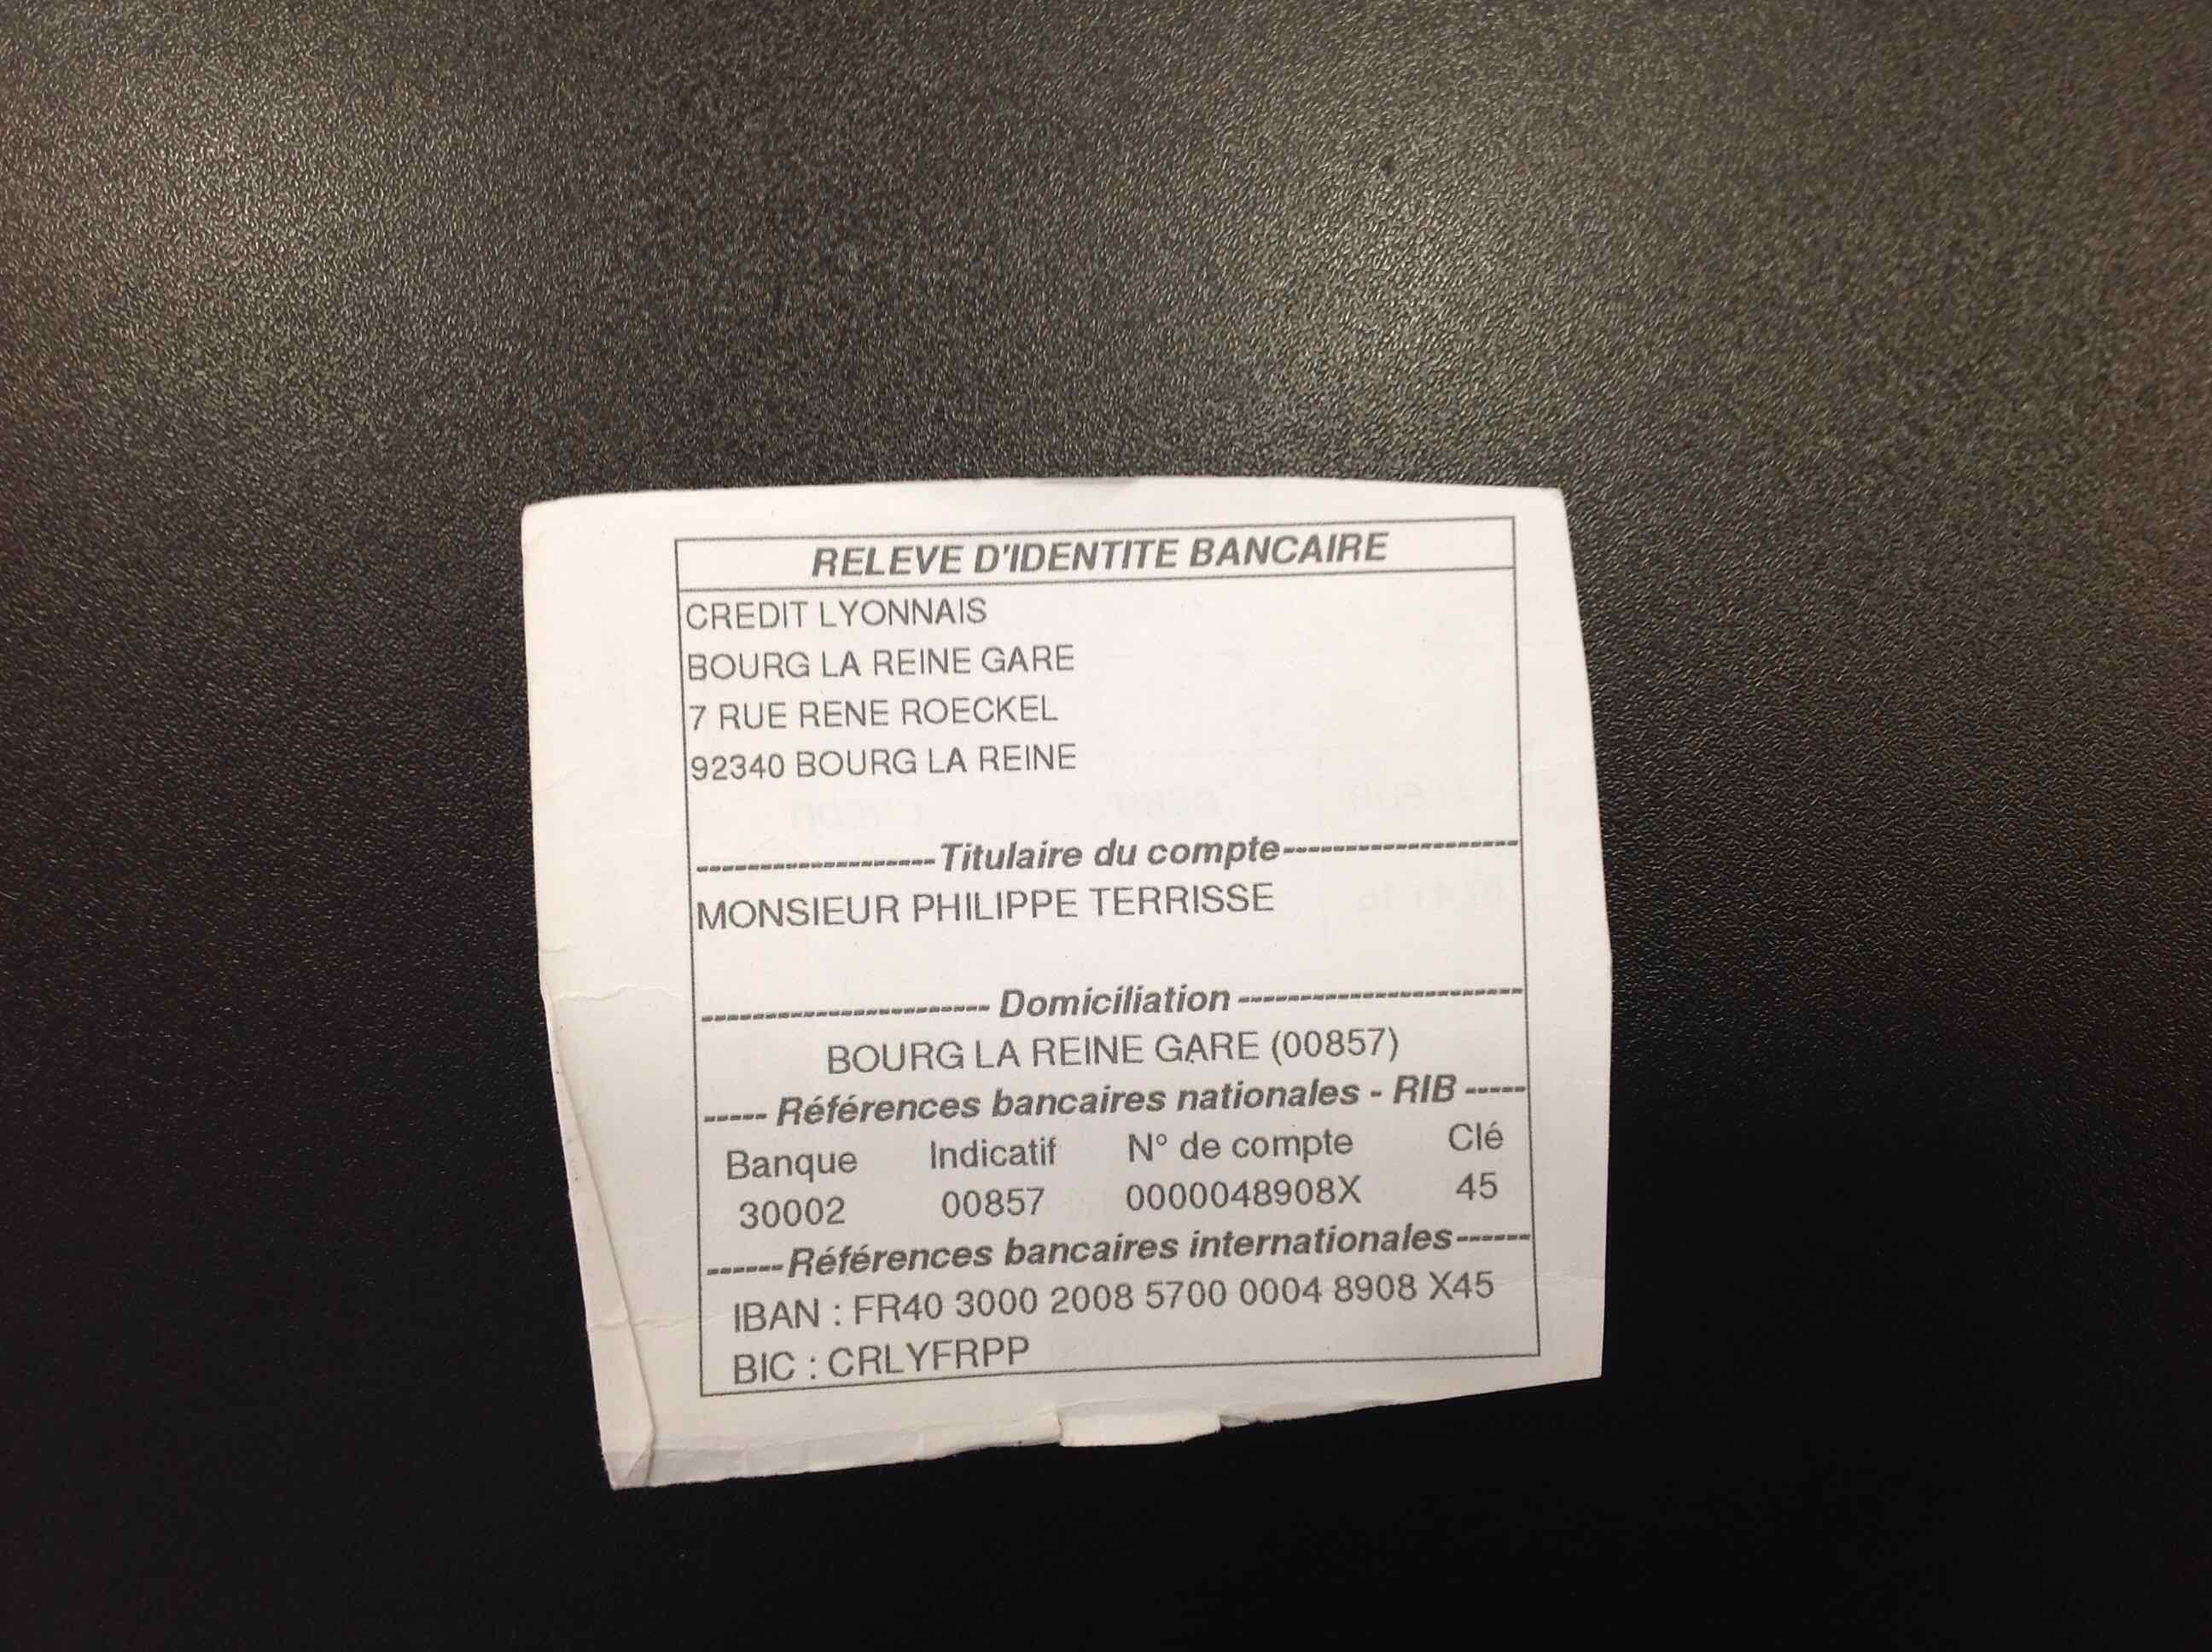 RELEVE D'IDENTITE BANCAIRE
CREDIT LYONNAIS
BOURG LA REINE GARE
7 RUE RENE ROECKEL
92340 BOURG LA REINE
-------------------Titulaire du compte-------------------
MONSIEUR PHILIPPE TERRISSE
----------------------- Domiciliation -----------------------
BOURG LA REINE GARE (00857)
----- Références bancaires nationales - RIB -----
Banque Indicatif N° de compte Clé
30002 00857 0000048908X 45
------Références bancaires internationales------
IBAN : FR40 3000 2008 5700 0004 8908 X45
BIC : CRLYFRPP